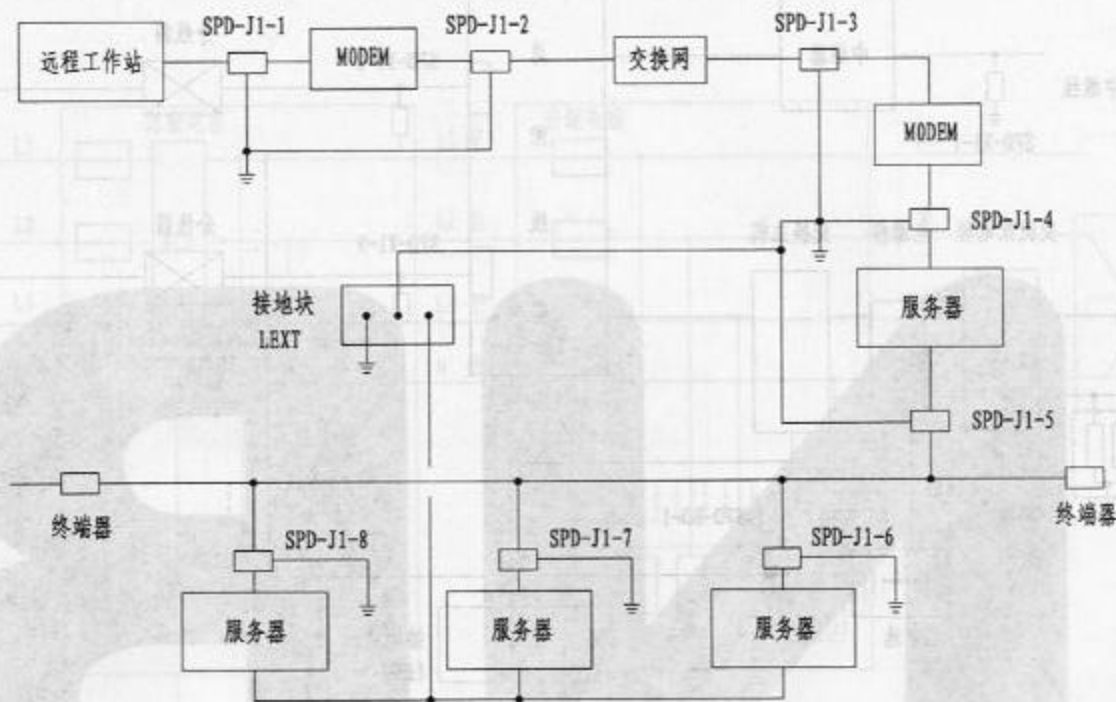 SPD-J1-1
SPD-J1-2
SPD-J1-3
远程工作站
MODEM
交换网
MODEM
SPD-J1-4
接地块
LEXT
服务器
SPD-J1-5
终端器
终端器
SPD-J1-8
SPD-J1-7
SPD-J1-6
服务器
服务器
服务器